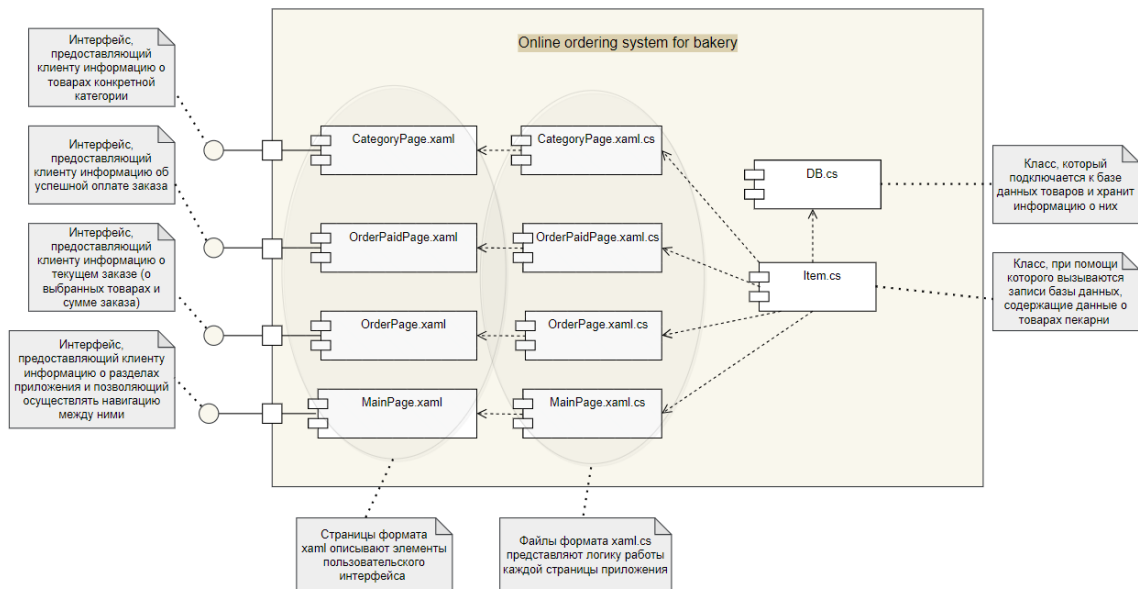 Online ordering system for bakery
Интерфейс,
предоставляющий
клиенту информацию о
товарах конкретной
категории
Интерфейс,
предоставляющий
клиенту информацию об
успешной оплате заказа
Интерфейс,
предоставляющий
клиенту информацию о
текущем заказе (о
выбранных товарах и
сумме заказа)
Интерфейс,
предоставляющий клиенту
информацию о разделах
приложения и позволяющий
осуществлять навигацию
между ними
CategoryPage.xaml
CategoryPage.xaml.cs
OrderPaidPage.xaml
OrderPaidPage.xaml.cs
OrderPage.xaml
OrderPage.xaml.cs
MainPage.xaml
MainPage.xaml.cs
DB.cs
Item.cs
Класс, который
подключается к базе
данных товаров и хранит
информацию о них
Класс, при помощи
которого вызываются
записи базы данных,
содержащие данные о
товарах пекарни
Страницы формата
xaml описывают элементы
пользовательского
интерфейса
Файлы формата xaml.cs
представляют логику работы
каждой страницы приложения